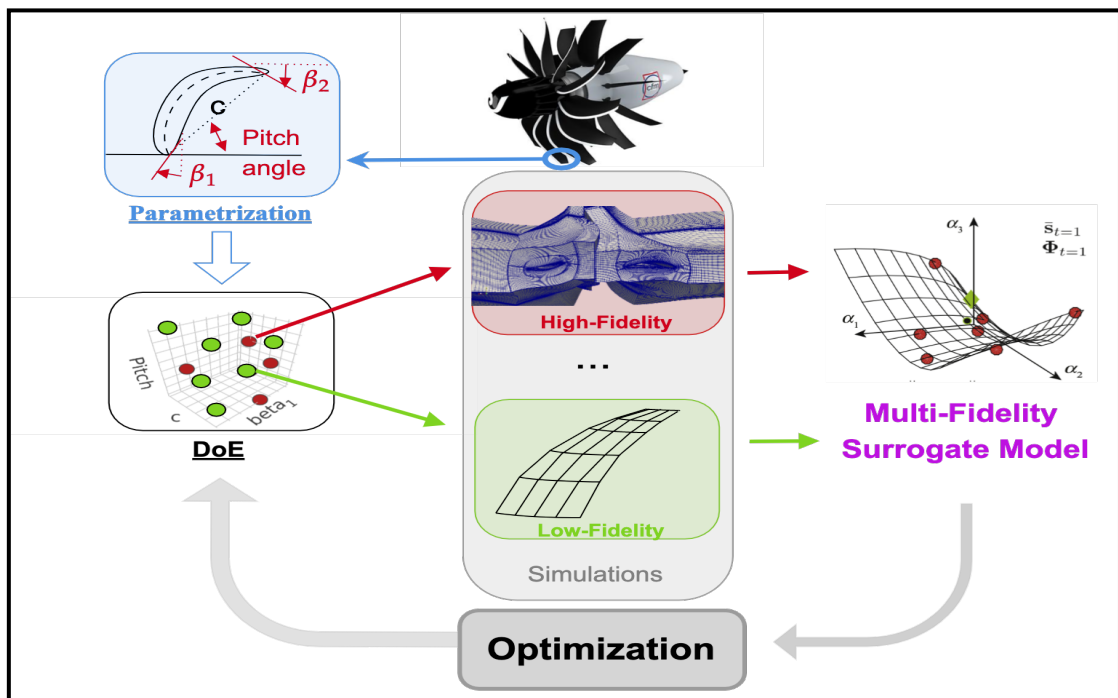 β₂
C
Pitch
angle
β₁
Parametrization
Pitch
c
beta₁
DoE
High-Fidelity
...
Low-Fidelity
Simulations
α₃
s̄ₜ₌₁
Φₜ₌₁
α₁
α₂
Multi-Fidelity
Surrogate Model
Optimization